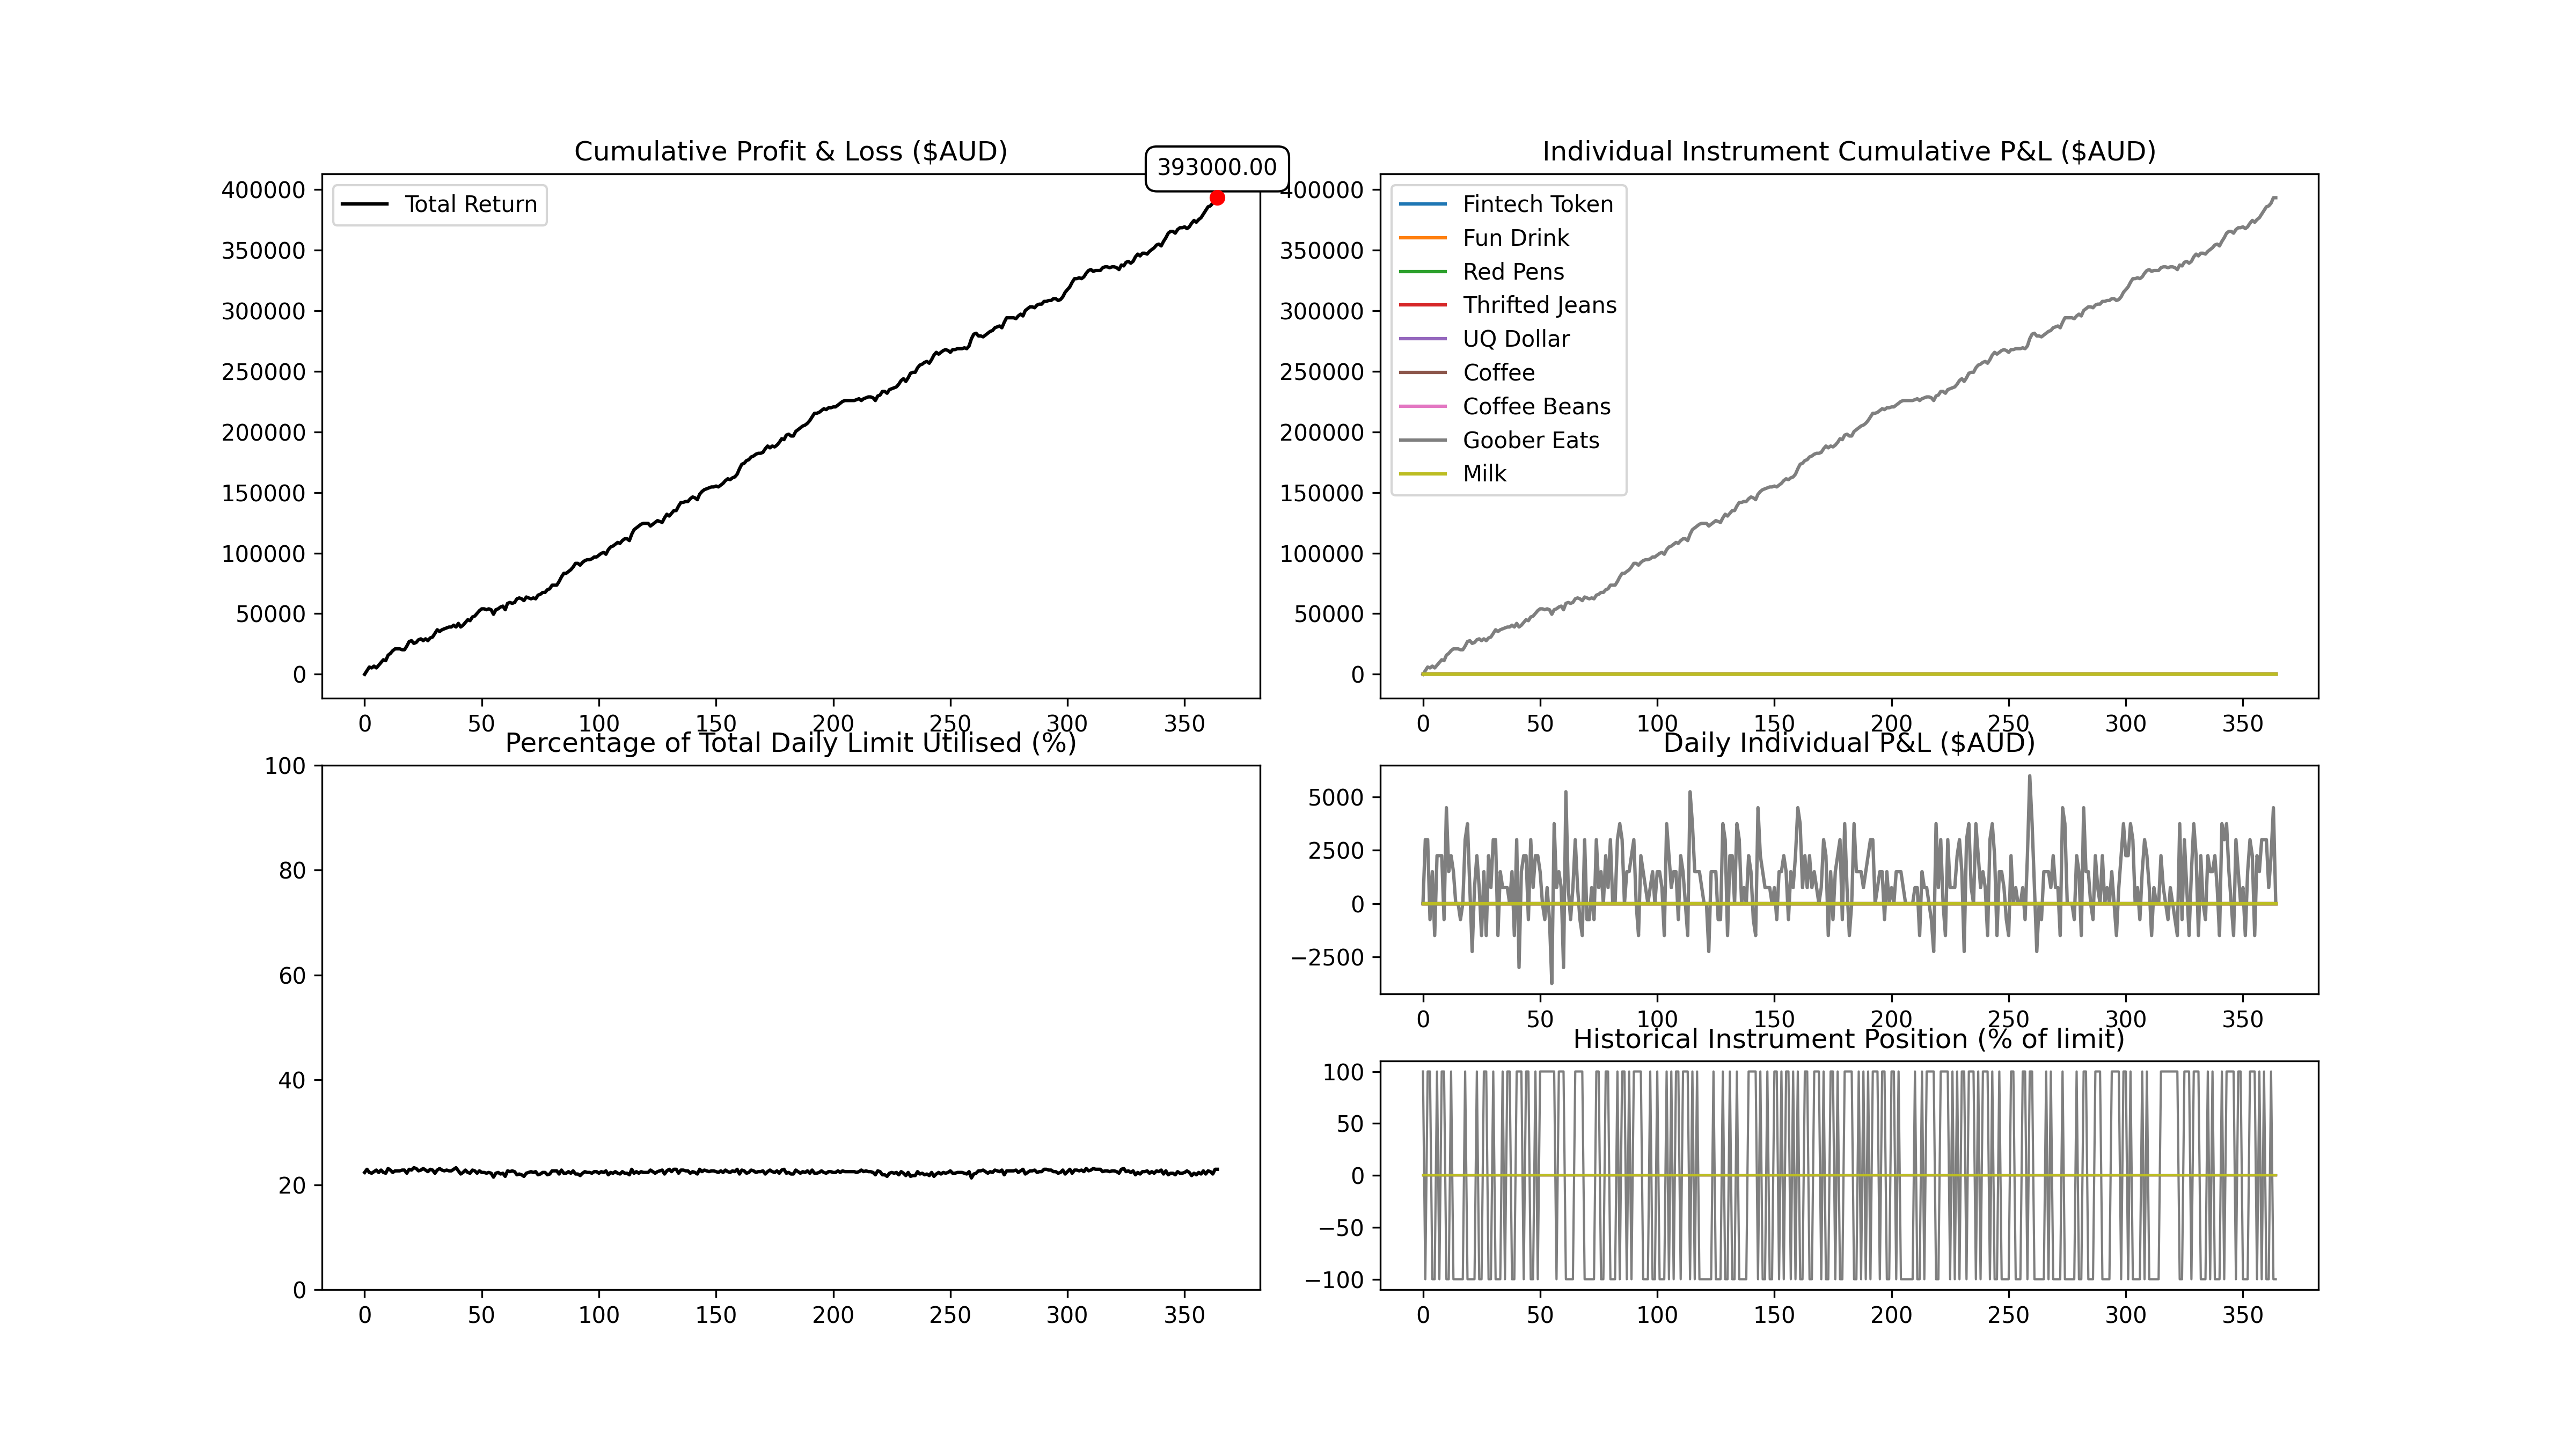 Cumulative Profit & Loss ($AUD)
393000.00
Total Return
400000
350000
300000
250000
200000
150000
100000
50000
0
0 50 100 150 200 250 300 350
Individual Instrument Cumulative P&L ($AUD)
Fintech Token
Fun Drink
Red Pens
Thrifted Jeans
UQ Dollar
Coffee
Coffee Beans
Goober Eats
Milk
400000
350000
300000
250000
200000
150000
100000
50000
0
0 50 100 150 200 250 300 350
Percentage of Total Daily Limit Utilised (%)
100
80
60
40
20
0
0 50 100 150 200 250 300 350
Daily Individual P&L ($AUD)
5000
2500
0
−2500
0 50 100 150 200 250 300 350
Historical Instrument Position (% of limit)
100
50
0
−50
−100
0 50 100 150 200 250 300 350